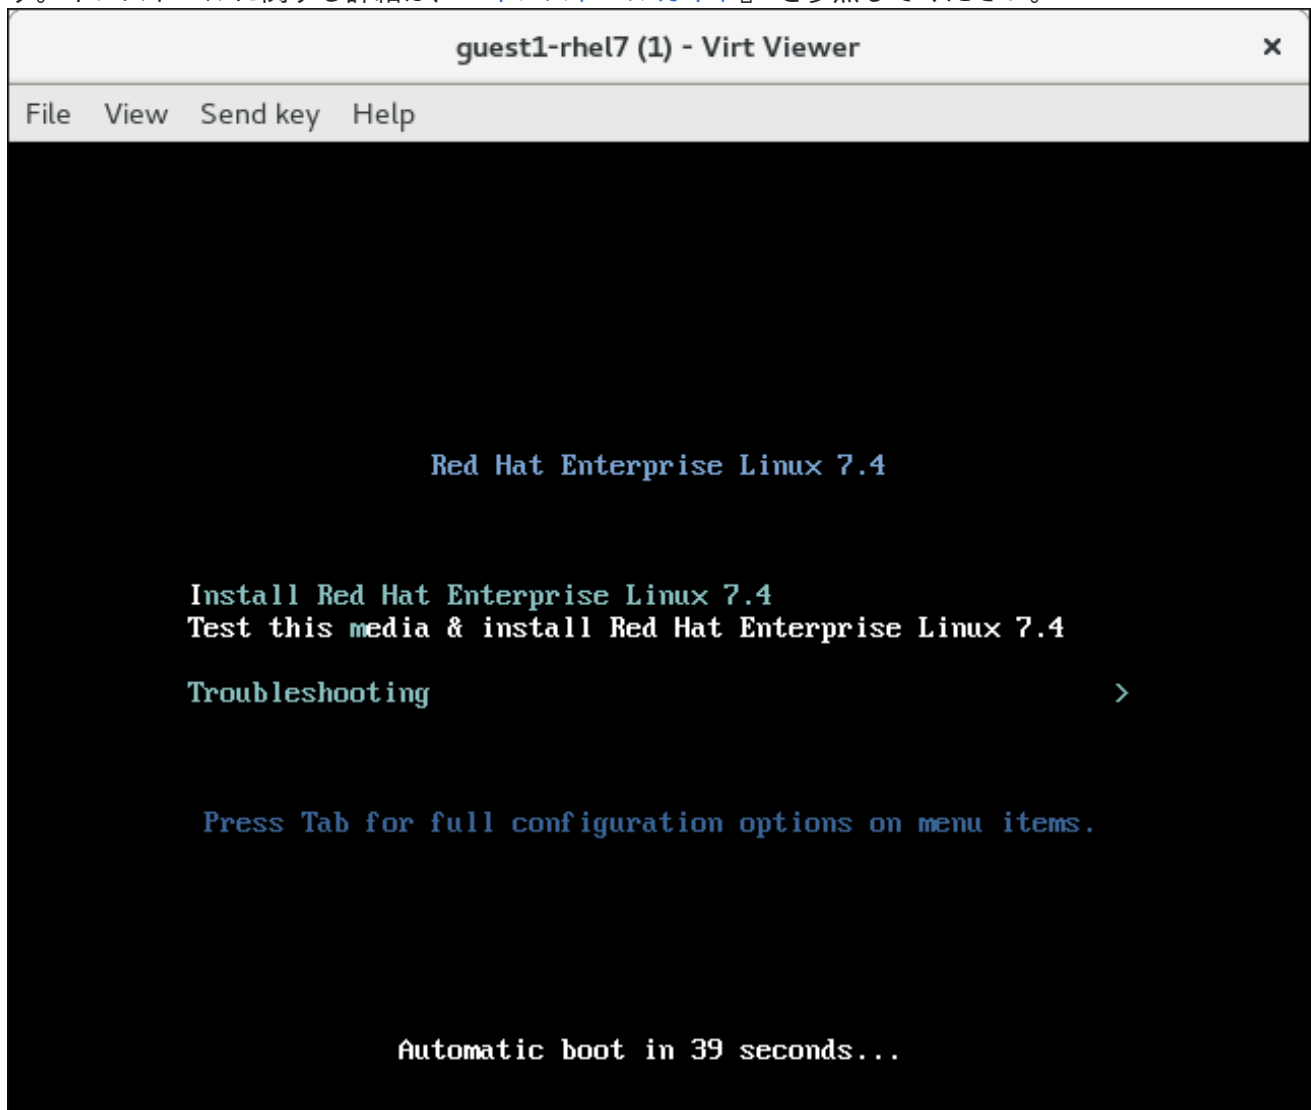 guest1-rhel7 (1) - Virt Viewer ×
File View Send key Help
Red Hat Enterprise Linux 7.4
Install Red Hat Enterprise Linux 7.4
Test this media & install Red Hat Enterprise Linux 7.4
Troubleshooting >
Press Tab for full configuration options on menu items.
Automatic boot in 39 seconds...